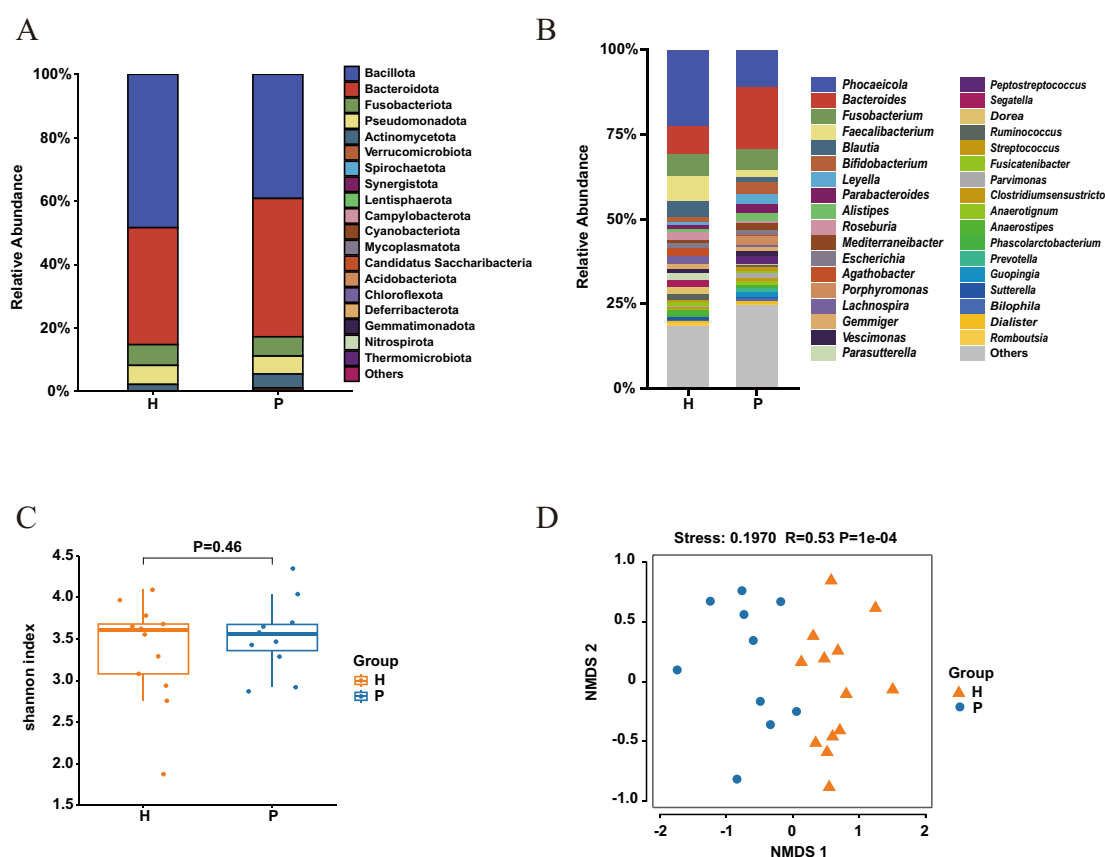 A
Relative Abundance
100%
80%
60%
40%
20%
0%
H
P
Bacillota
Bacteroidota
Fusobacteriota
Pseudomonadota
Actinomycetota
Verrucomicrobiota
Spirochaetota
Synergistota
Lentisphaerota
Campylobacterota
Cyanobacteriota
Mycoplasmatota
Candidatus Saccharibacteria
Acidobacteriota
Chloroflexota
Deferribacterota
Gemmatimonadota
Nitrospirota
Thermomicrobiota
Others
B
Relative Abundance
100%
75%
50%
25%
0%
H
P
Phocaeicola
Bacteroides
Fusobacterium
Faecalibacterium
Blautia
Bifidobacterium
Leyella
Parabacteroides
Alistipes
Roseburia
Mediterraneibacter
Escherichia
Agathobacter
Porphyromonas
Lachnospira
Gemmiger
Vescimonas
Parasutterella
Peptostreptococcus
Segatella
Dorea
Ruminococcus
Streptococcus
Fusicatenibacter
Parvimonas
Clostridiumsensustricto
Anaerotignum
Anaerostipes
Phascolarctobacterium
Prevotella
Guopingia
Sutterella
Bilophila
Dialister
Romboutsia
Others
C
P=0.46
shannon index
4.5
4.0
3.5
3.0
2.5
2.0
1.5
H
P
Group
H
P
D
Stress: 0.1970 R=0.53 P=1e-04
NMDS 2
1.0
0.5
0
-0.5
-1.0
-2
-1
0
1
2
NMDS 1
Group
H
P